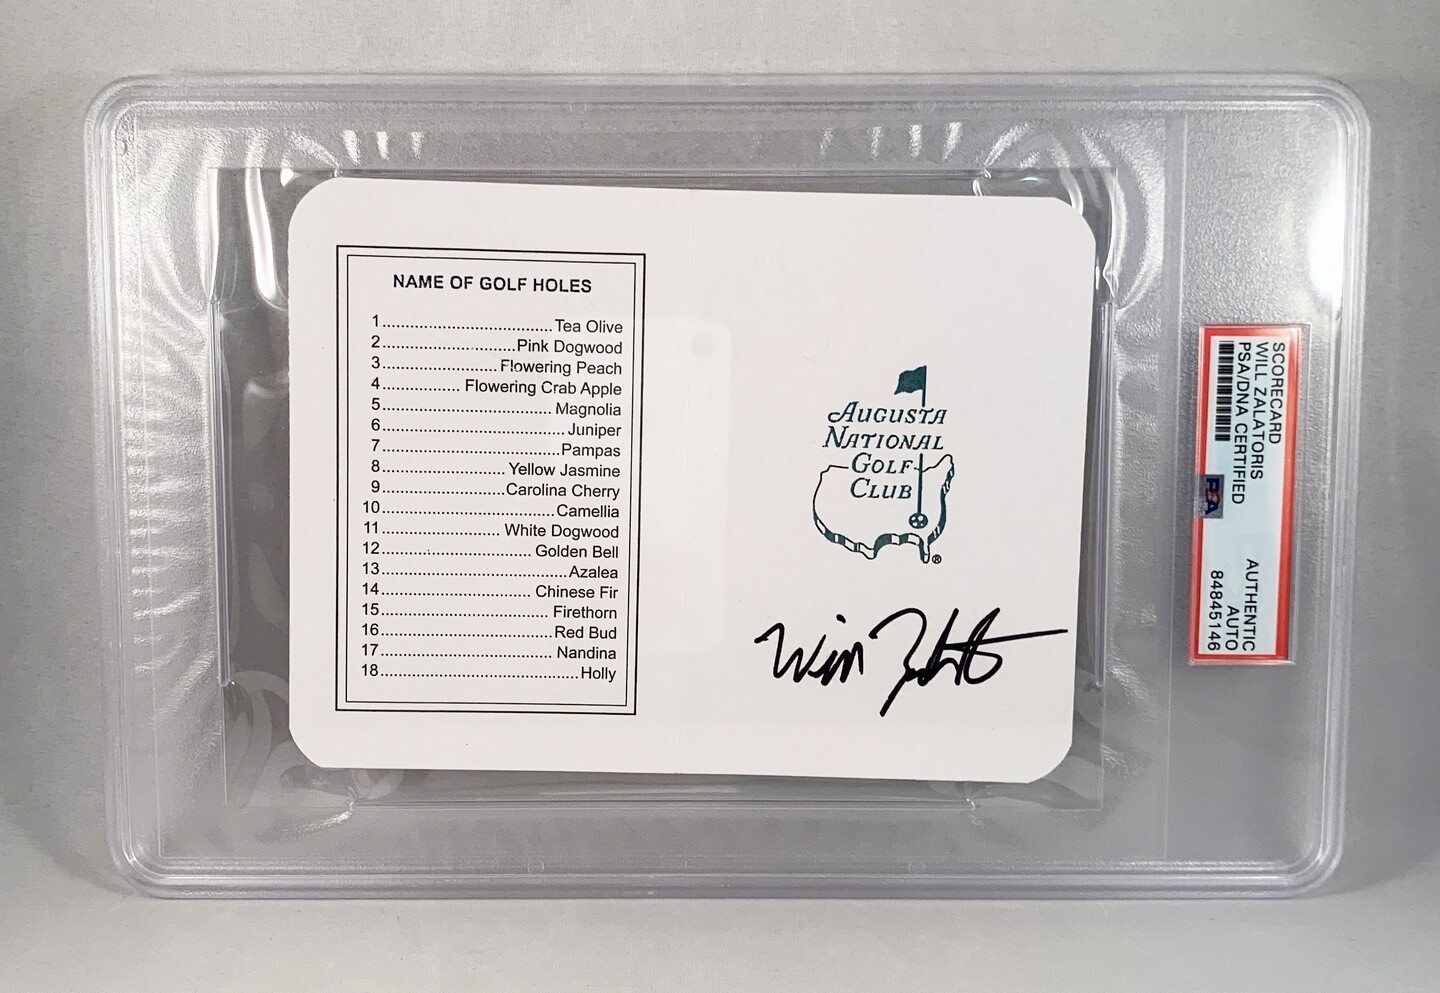 NAME OF GOLF HOLES
1........................................Tea Olive
2...............................Pink Dogwood
3...........................Flowering Peach
4.................. Flowering Crab Apple
5........................................ Magnolia
6...........................................Juniper
7..........................................Pampas
8............................. Yellow Jasmine
9.............................Carolina Cherry
10.........................................Camellia
11........................... White Dogwood
12................................... Golden Bell
13............................................Azalea
14................................... Chinese Fir
15....................................... Firethorn
16.........................................Red Bud
17......................................... Nandina
18...............................................Holly
AUGUSTA
NATIONAL
GOLF
CLUB
®
Will Zalatoris
SCORECARD
WILL ZALATORIS
PSA/DNA CERTIFIED
PSA
AUTHENTIC
AUTO
84845146